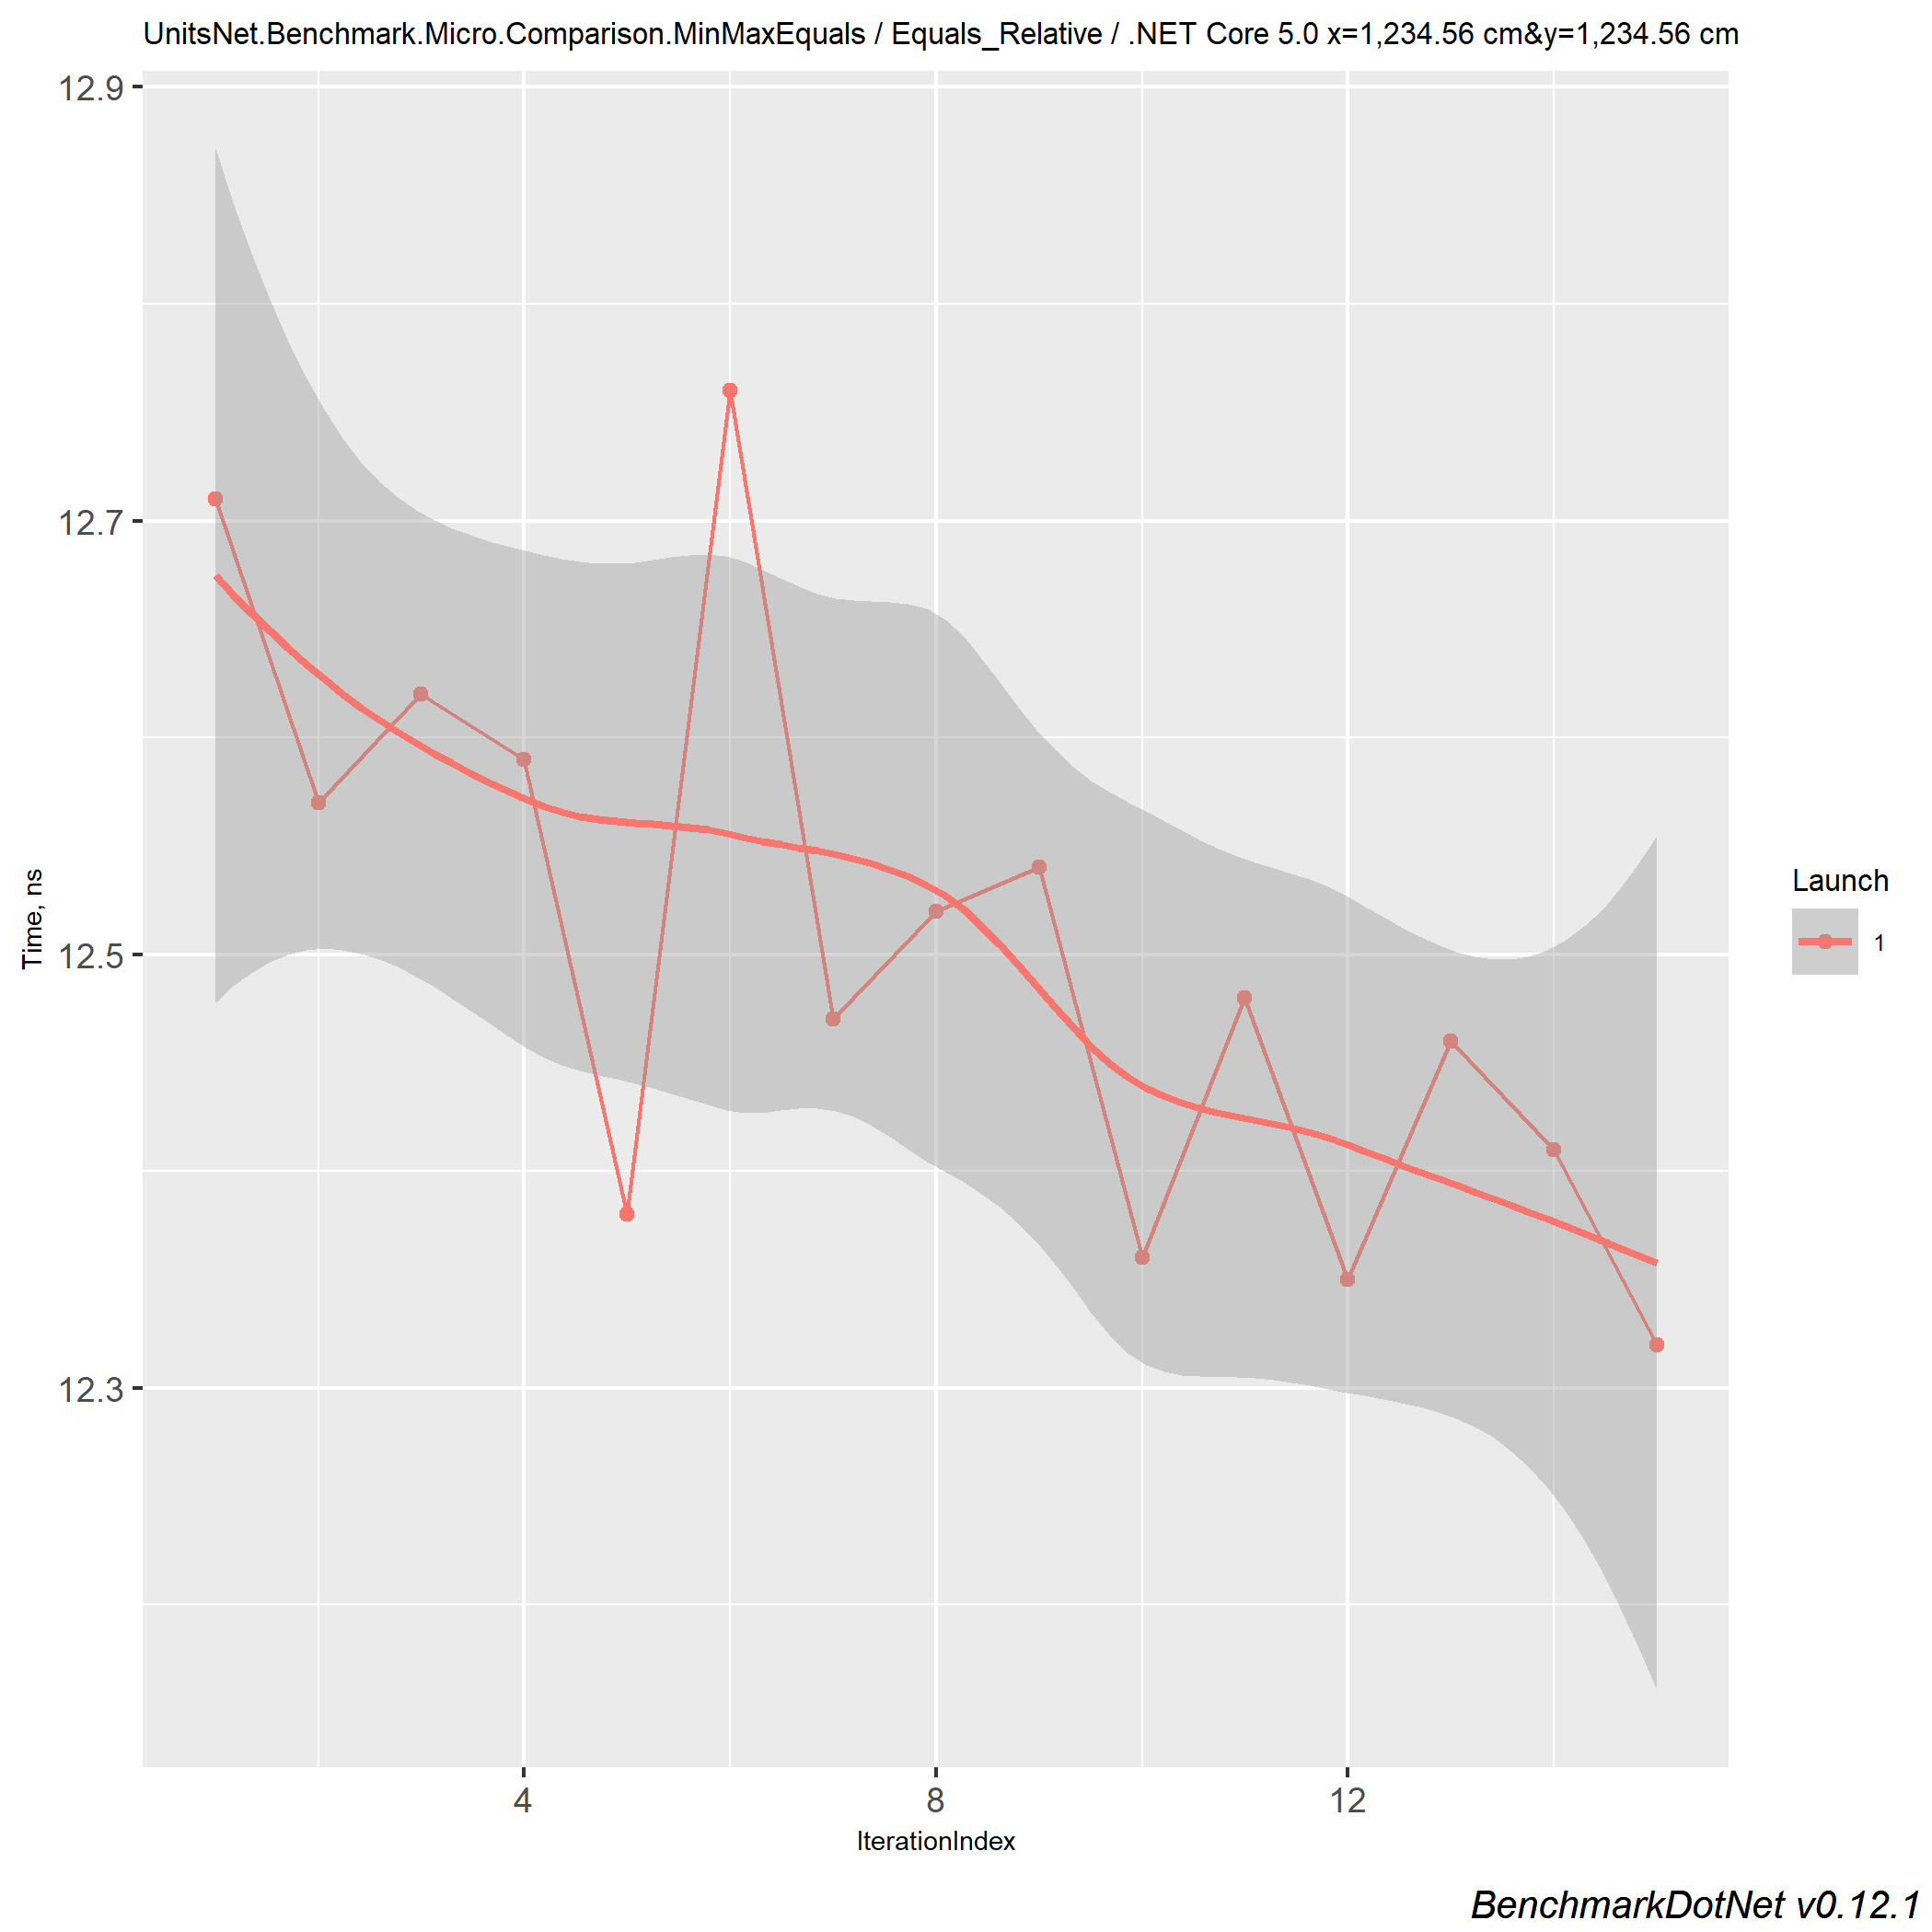 UnitsNet.Benchmark.Micro.Comparison.MinMaxEquals / Equals_Relative / .NET Core 5.0 x=1,234.56 cm&y=1,234.56 cm
12.9
12.7
12.5
12.3
Time, ns
4 8 12
IterationIndex
Launch
1
BenchmarkDotNet v0.12.1